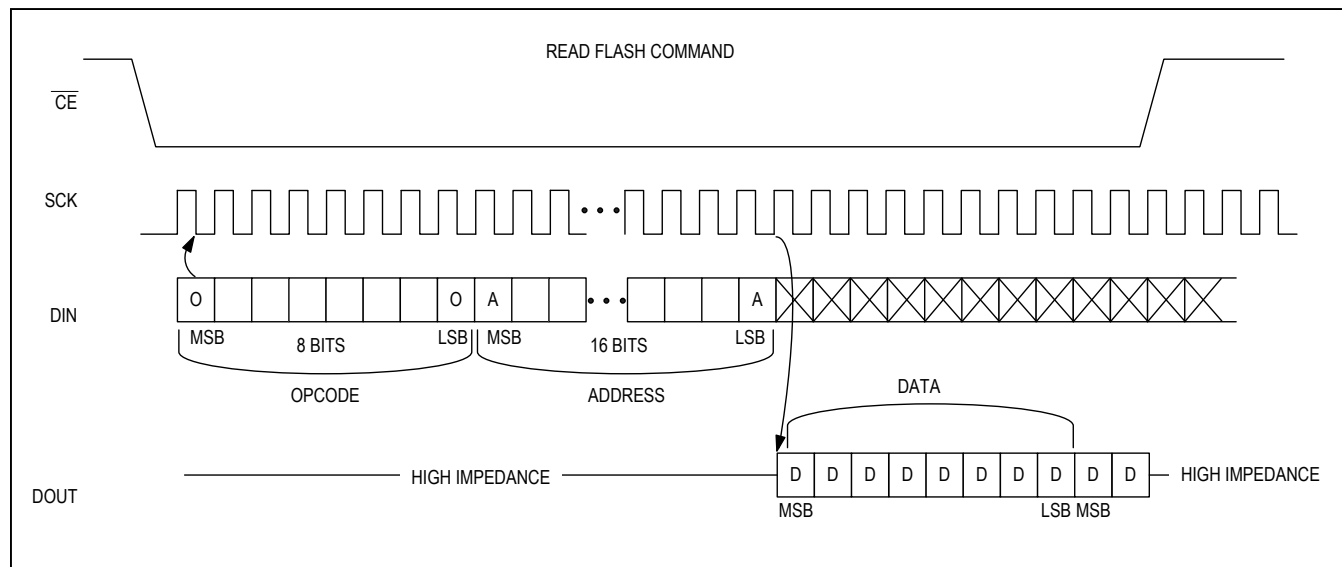 READ FLASH COMMAND
CE
SCK
DIN
O O A A
MSB 8 BITS LSB MSB 16 BITS LSB
OPCODE ADDRESS
DATA
DOUT
HIGH IMPEDANCE D D D D D D D D D D HIGH IMPEDANCE
MSB LSB MSB